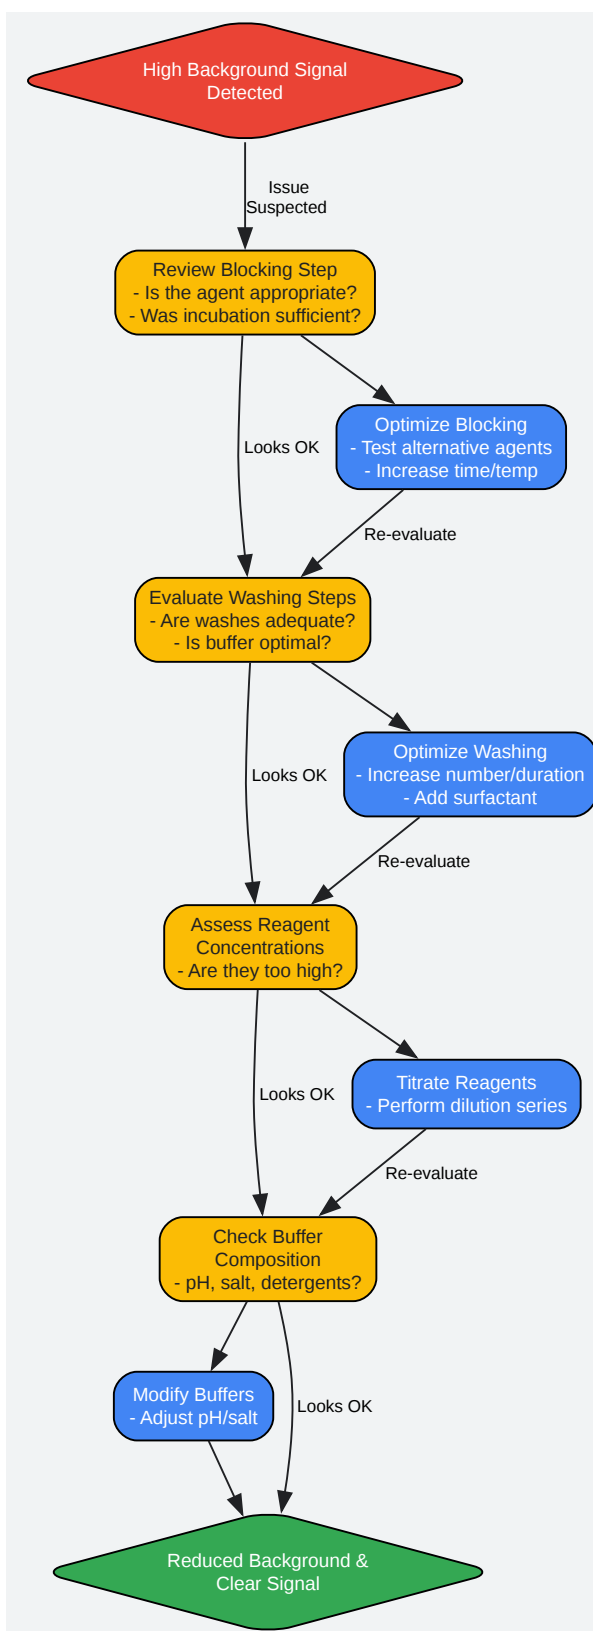 High Background Signal
Detected
Issue
Suspected
Review Blocking Step
- Is the agent appropriate?
- Was incubation sufficient?
Optimize Blocking
- Test alternative agents
- Increase time/temp
Looks OK
Re-evaluate
Evaluate Washing Steps
- Are washes adequate?
- Is buffer optimal?
Optimize Washing
- Increase number/duration
- Add surfactant
Looks OK
Re-evaluate
Assess Reagent
Concentrations
- Are they too high?
Titrate Reagents
- Perform dilution series
Looks OK
Re-evaluate
Check Buffer
Composition
- pH, salt, detergents?
Modify Buffers
- Adjust pH/salt
Looks OK
Reduced Background &
Clear Signal